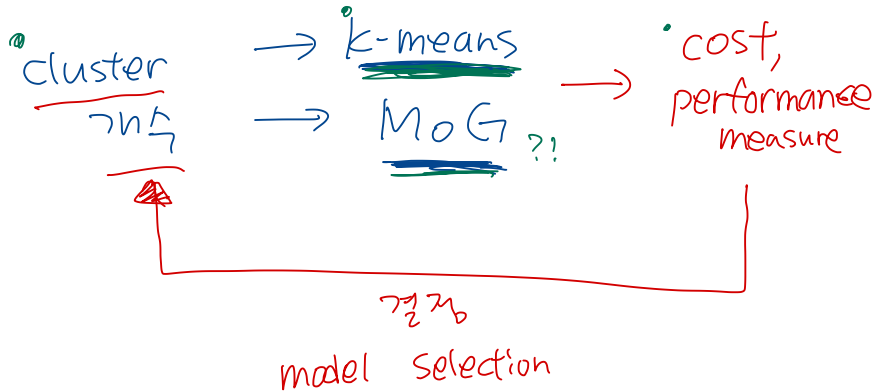 cluster
개수
k-means
MoG ?!
cost,
performance
measure
결정
model selection